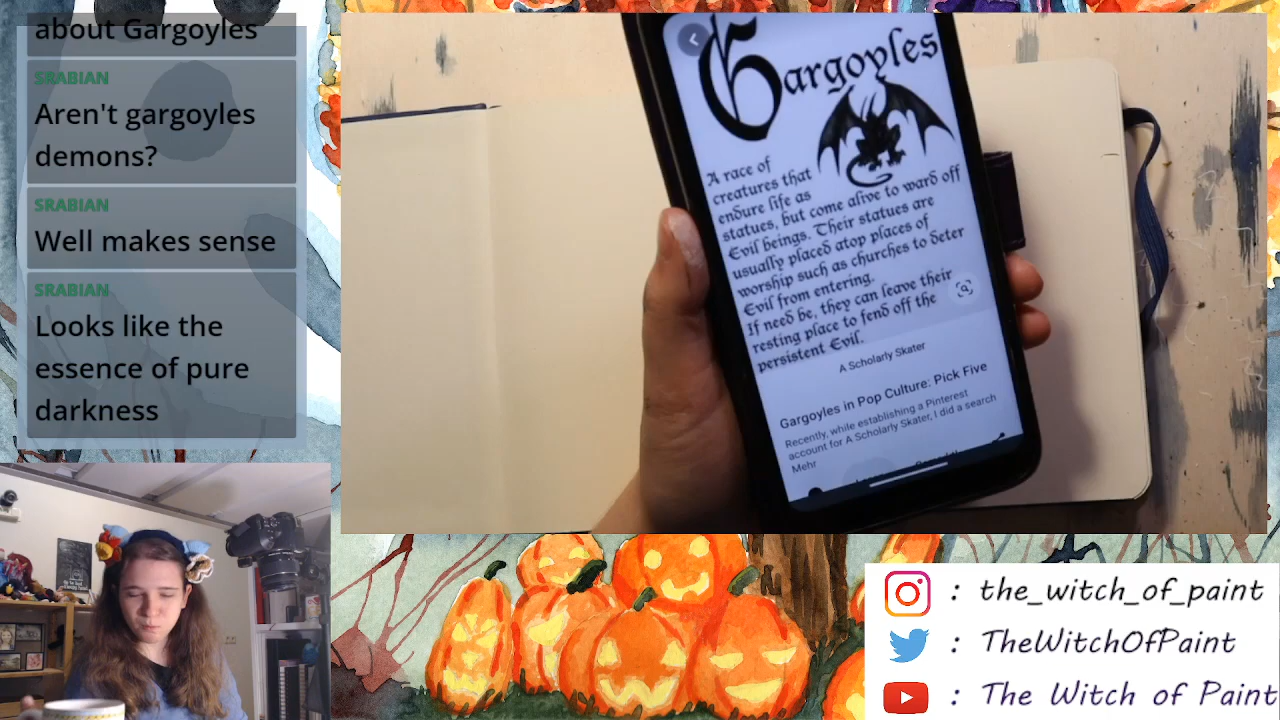 about Gargoyles
SRABIAN
Aren't gargoyles
demons?
SRABIAN
Well makes sense
SRABIAN
Looks like the
essence of pure
darkness
Gargoyles
A race of
creatures that
endure life as
statues, but come alive to ward off
Evil beings. Their statues are
usually placed atop places of
worship such as churches to deter
Evil from entering.
If need be, they can leave their
resting place to fend off the
persistent Evil.
A Scholarly Skater
Gargoyles in Pop Culture: Pick Five
Recently, while establishing a Pinterest
account for A Scholarly Skater, I did a search
Mehr
: the_witch_of_paint
: TheWitchOfPaint
: The Witch of Paint